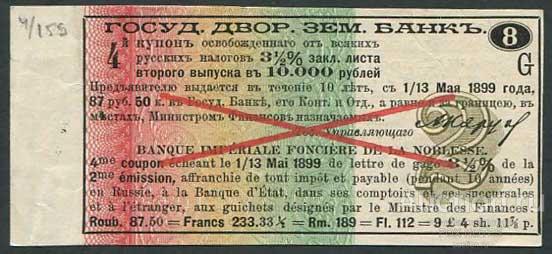 4/155
ГОСУД. ДВОР. ЗЕМ. БАНКЪ.
8
4й КУПОН освобожденнаго отъ всякихъ
G
русскихъ налоговъ 3½% закл. листа
второго выпуска въ 10.000 рублей
Предъявителю выдается въ теченіе 10 лѣтъ, съ 1/13 Мая 1899 года,
87 руб. 50 к. въ Госуд. Банкѣ, его Конт. и Отд., а равно и за границею, въ
мѣстахъ, Министромъ Финансовъ назначаемыхъ.
Управляющаго
BANQUE IMPÉRIALE FONCIÈRE DE LA NOBLESSE.
4me coupon échéant le 1/13 Mai 1899 de lettre de gage 3½% de la
2me émission, affranchie de tout impôt et payable (pendant 10 années)
en Russie, à la Banque d'État, dans ses comptoirs et ses succursales
et à l'étranger, aux guichets désignés par le Ministre des Finances:
Roub. 87.50 = Francs 233.33⅓ = Rm. 189 = Fl. 112 = 9 £ 4 sh. 11½ p.